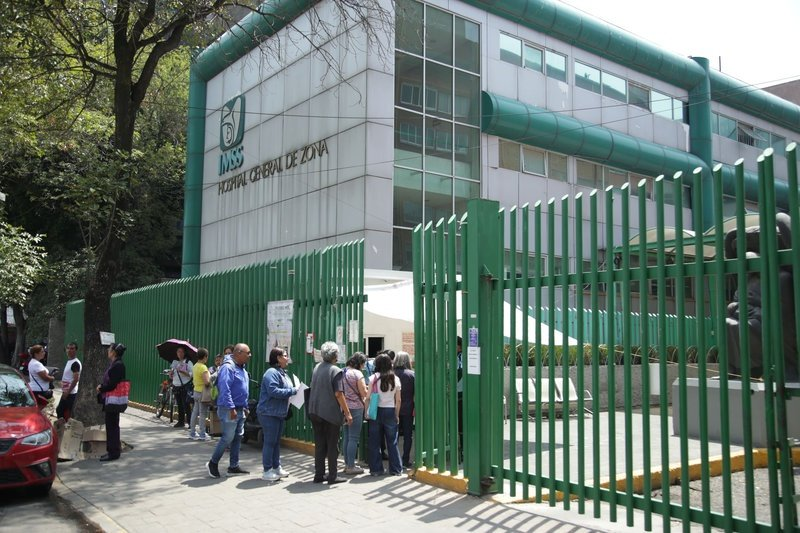 IMSS
HOSPITAL GENERAL DE ZONA